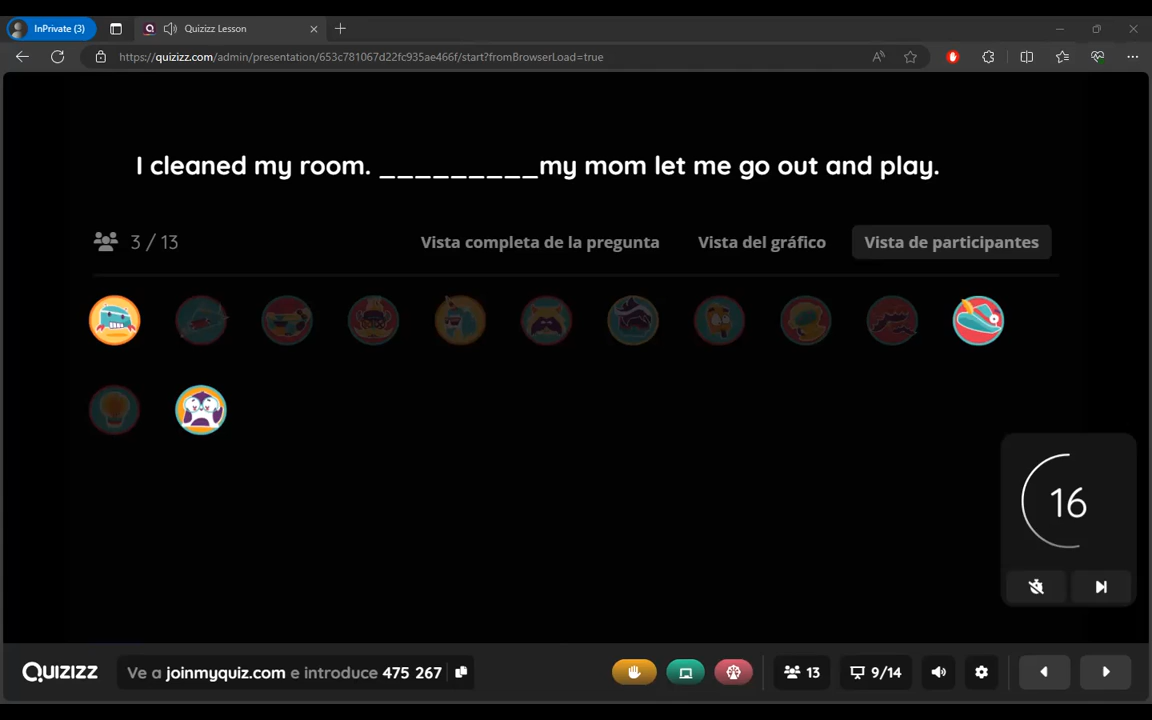 InPrivate (3)
Quizizz Lesson
https://quizizz.com/admin/presentation/653c781067d22fc935ae466f/start?fromBrowserLoad=true
I cleaned my room. _________my mom let me go out and play.
3 / 13
Vista completa de la pregunta
Vista del gráfico
Vista de participantes
16
QUIZIZZ
Ve a joinmyquiz.com e introduce 475 267
13
9/14